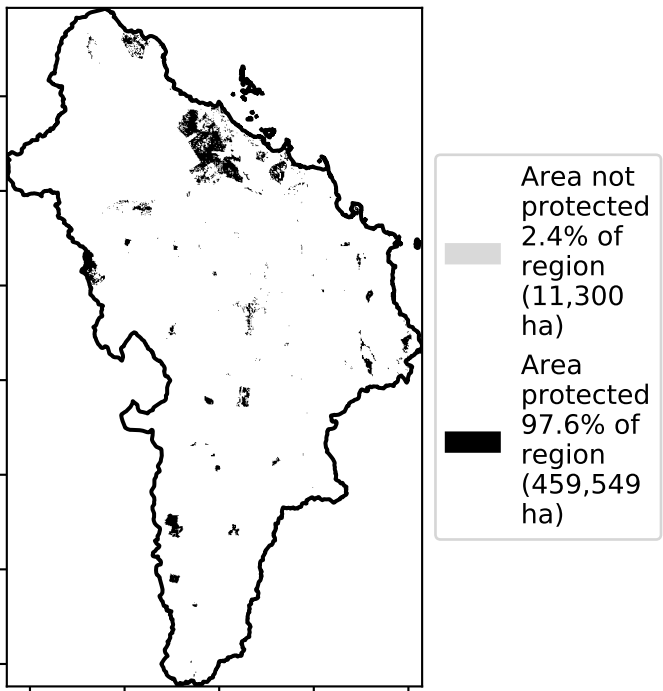 Area not
protected
2.4% of
region
(11,300
ha)
Area
protected
97.6% of
region
(459,549
ha)